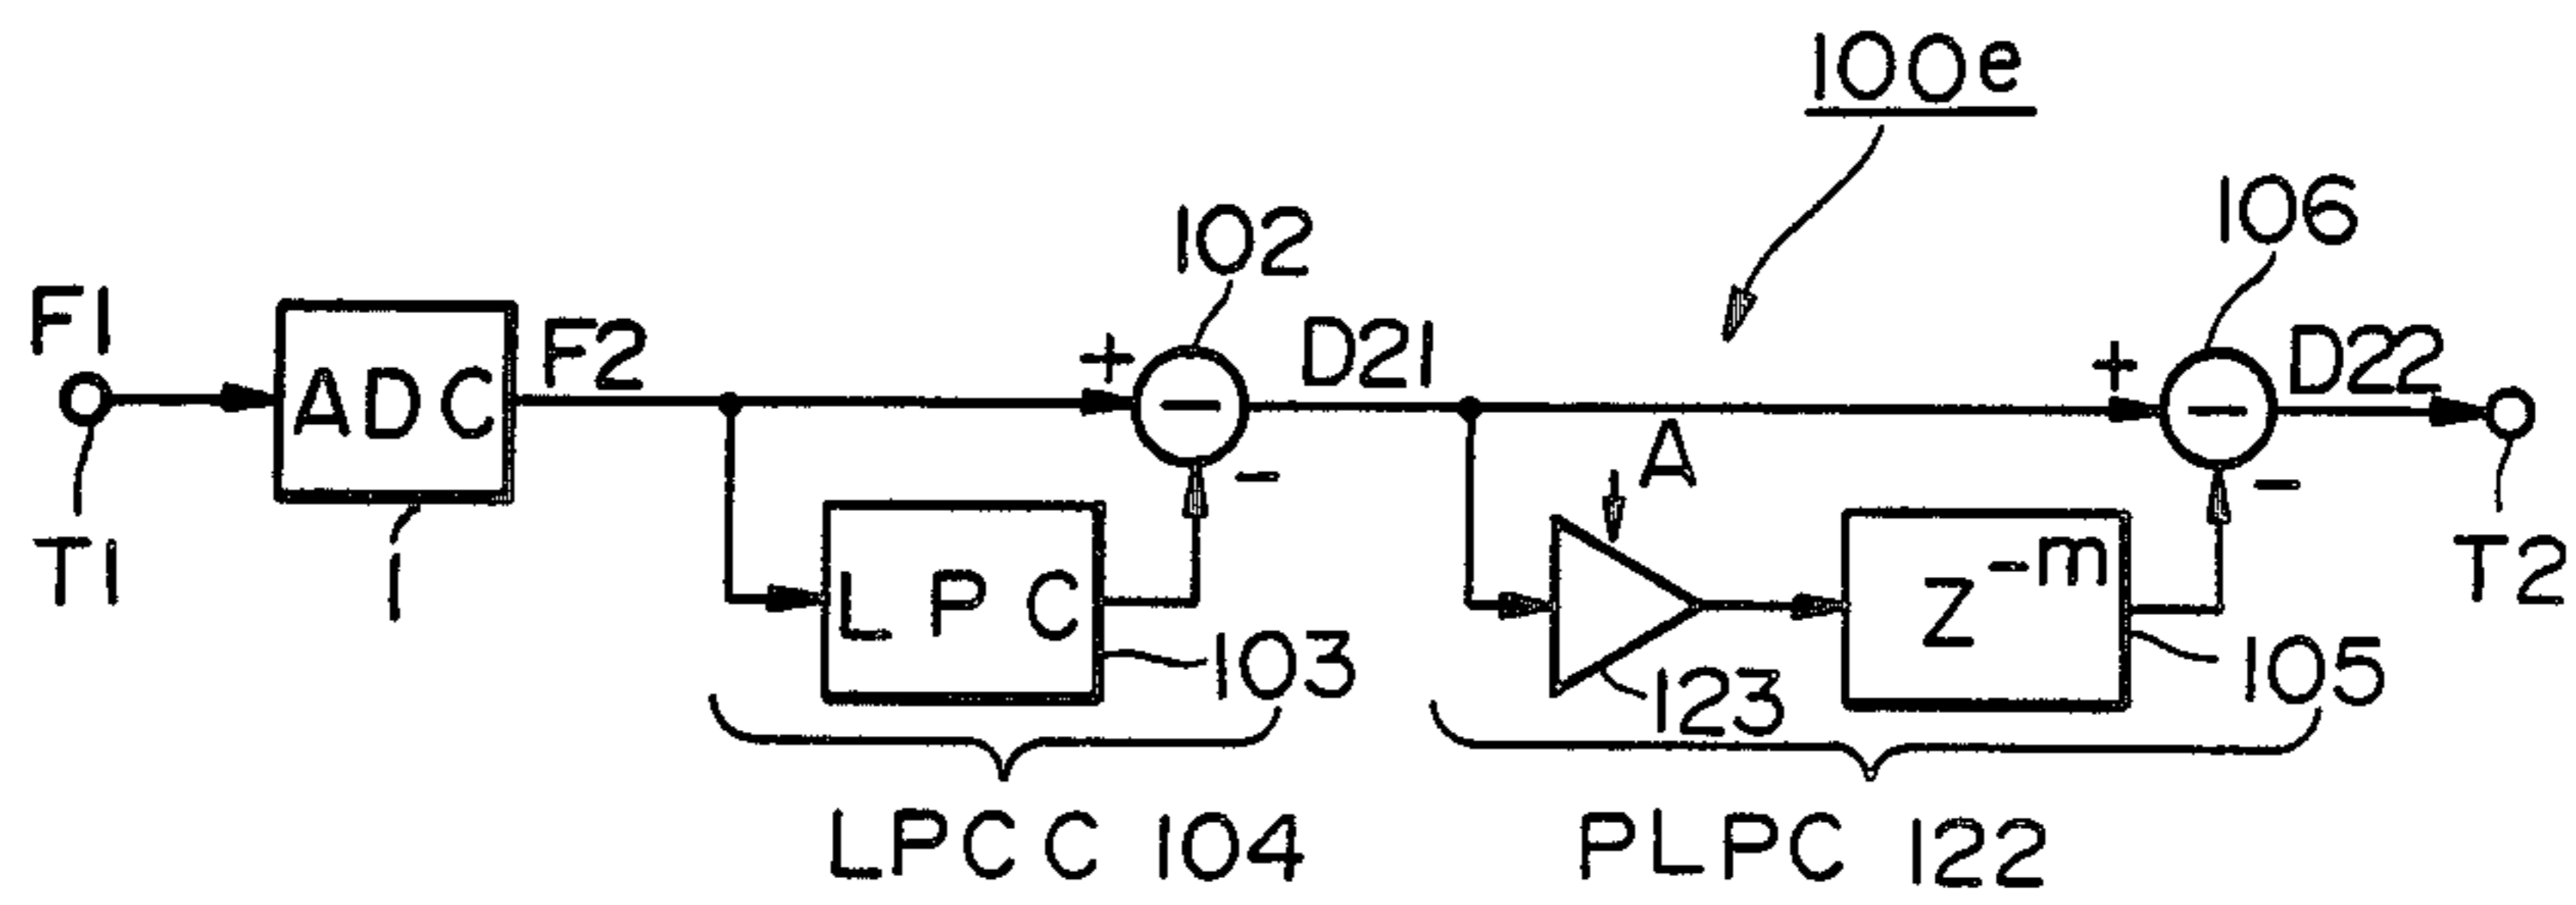 100e
106
102
F1
ADC
F2
+
−
D21
+
−
D22
A
−
−
T1
1
LPC
Z^-m
T2
103
123
105
LPCC 104
PLPC 122